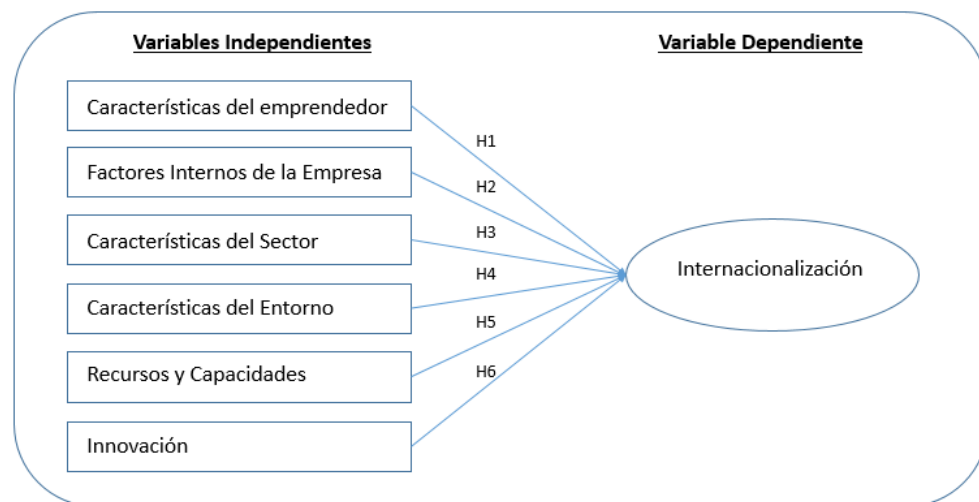 Variables Independientes
Variable Dependiente
Características del emprendedor
H1
Factores Internos de la Empresa
H2
Características del Sector
H3
Internacionalización
H4
Características del Entorno
H5
Recursos y Capacidades
H6
Innovación